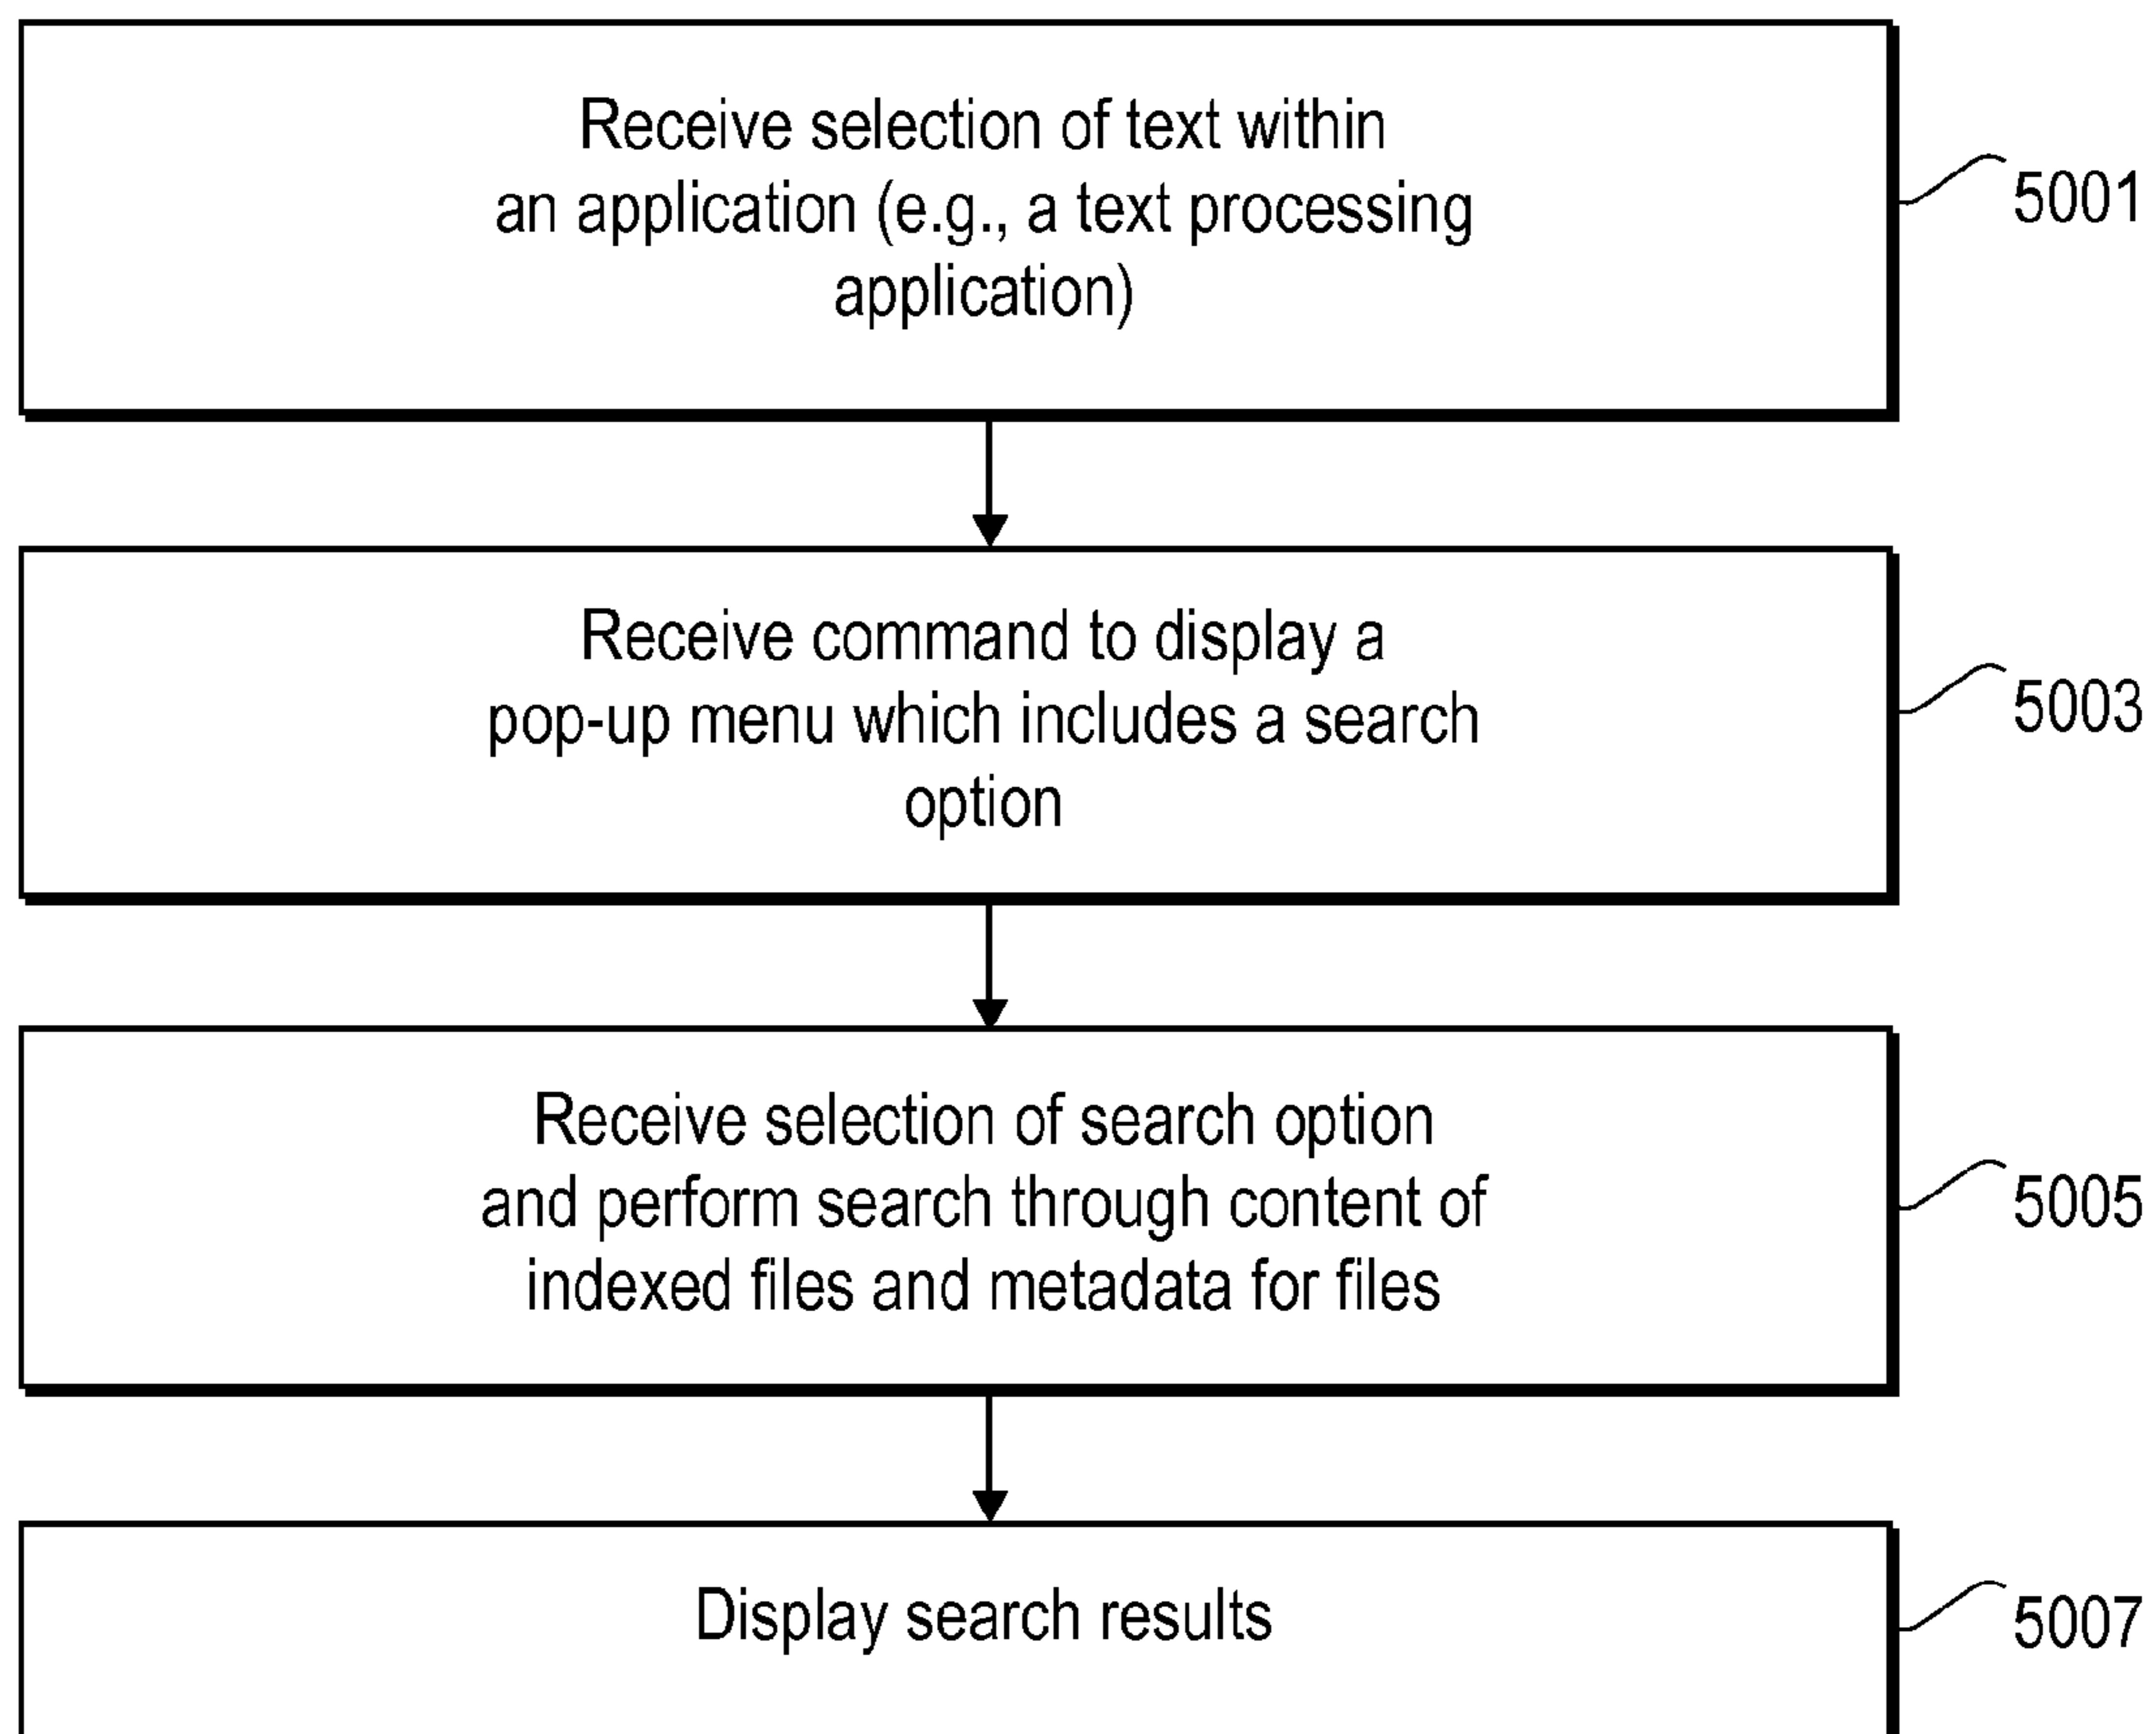 Receive selection of text within
an application (e.g., a text processing
application)
5001
Receive command to display a
pop-up menu which includes a search
option
5003
Receive selection of search option
and perform search through content of
indexed files and metadata for files
5005
Display search results
5007